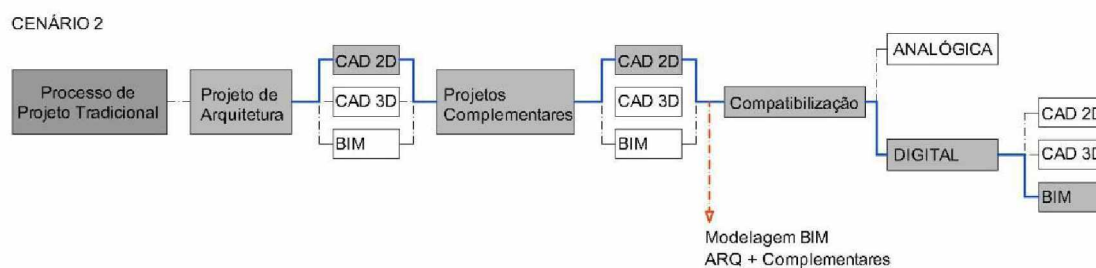 CENÁRIO 2
Processo de
Projeto Tradicional
Projeto de
Arquitetura
CAD 2D
CAD 3D
BIM
Projetos
Complementares
CAD 2D
CAD 3D
BIM
Modelagem BIM
ARQ + Complementares
Compatibilização
ANALÓGICA
DIGITAL
CAD 2D
CAD 3D
BIM